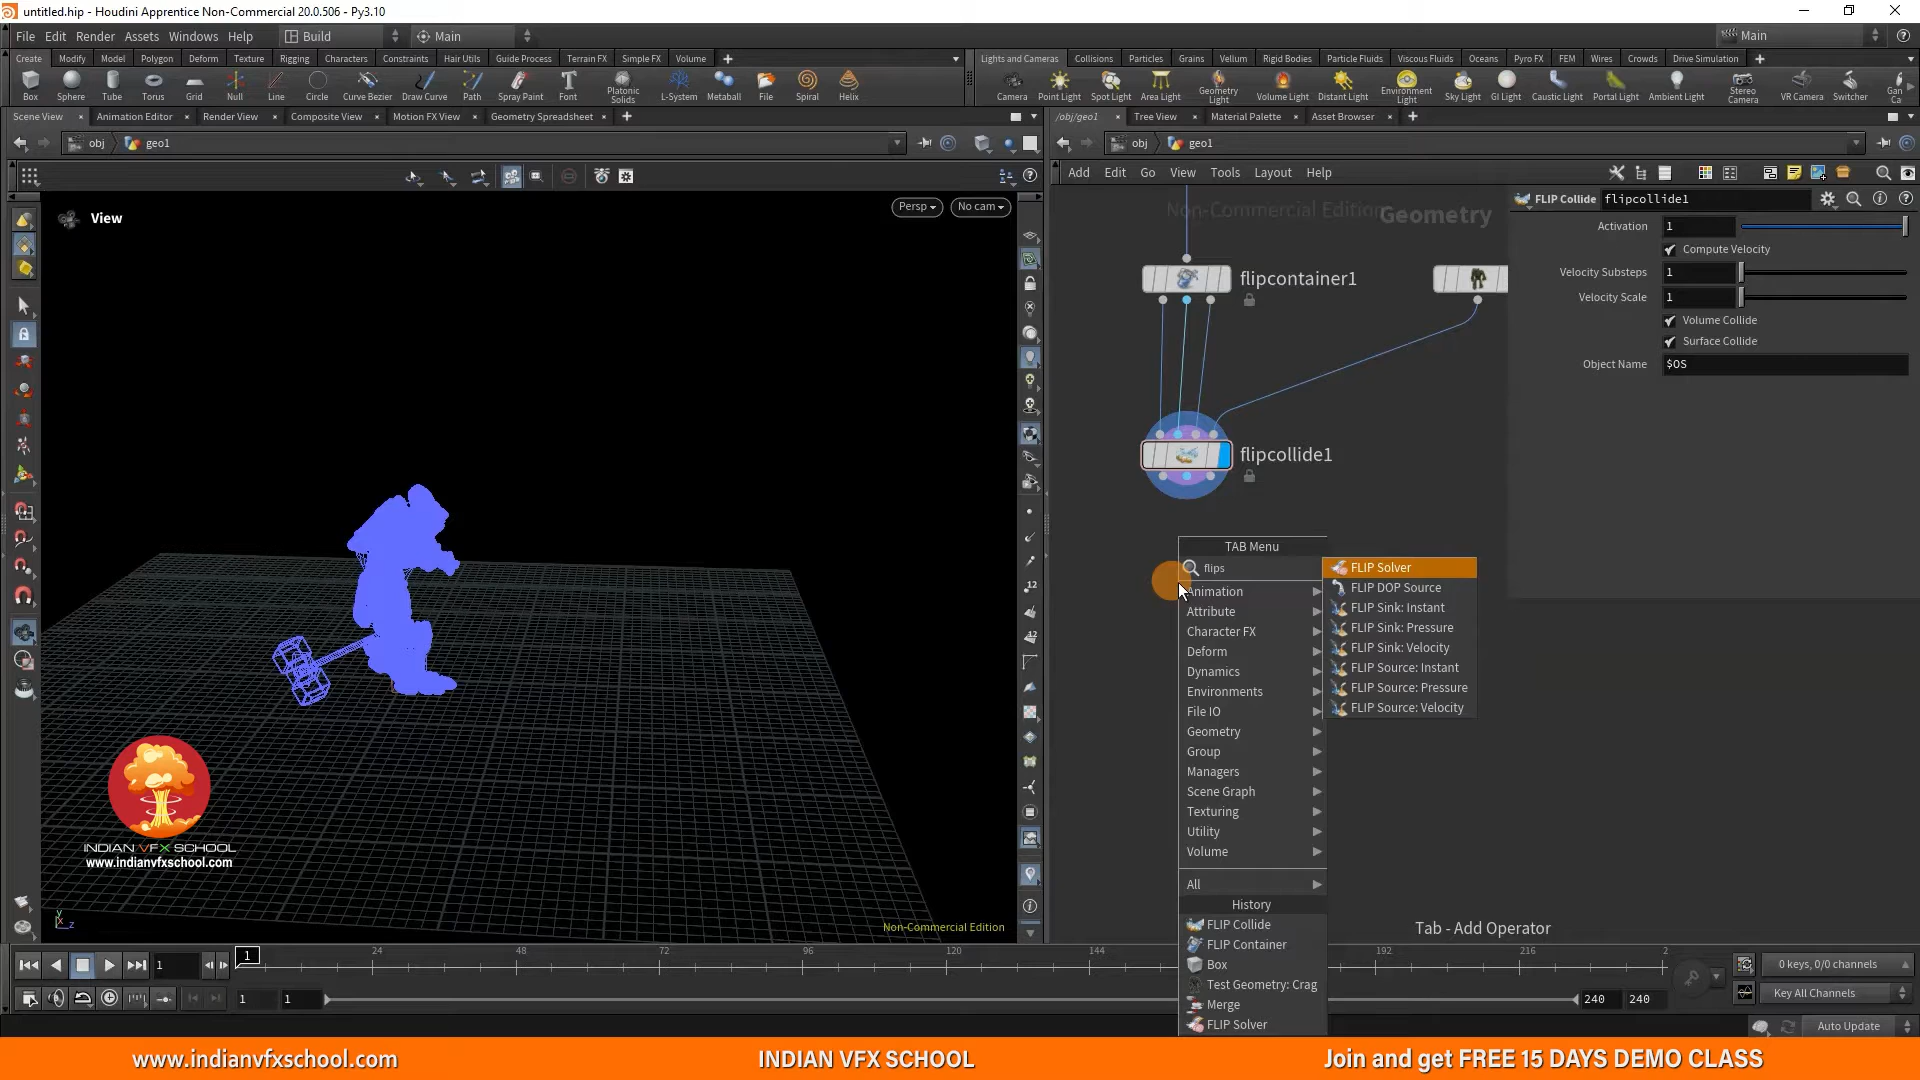 untitled.hip - Houdini Apprentice Non-Commercial 20.0.506 - Py3.10
File Edit Render Assets Windows Help
Build
Main
Main
Create Modify Model Polygon Deform Texture Rigging Characters Constraints Hair Utils Guide Process Terrain FX Simple FX Volume
Lights and Cameras Collisions Particles Grains Vellum Rigid Bodies Particle Fluids Viscous Fluids Oceans Pyro FX FEM Wires Crowds Drive Simulation
Box Sphere Tube Torus Grid Null Line Circle Curve Bezier Draw Curve Path Spray Paint Font Platonic Solids L-System Metaball File Spiral Helix
Camera Point Light Spot Light Area Light Geometry Light Volume Light Distant Light Environment Light Sky Light GI Light Caustic Light Portal Light Ambient Light Stereo Camera VR Camera Switcher
Scene View Animation Editor Render View Composite View Motion FX View Geometry Spreadsheet
/obj/geo1 Tree View Material Palette Asset Browser
obj geo1
obj geo1
Add Edit Go View Tools Layout Help
View
Persp
No cam
Non-Commercial Edition
Geometry
flipcontainer1
flipcollide1
FLIP Collide flipcollide1
Activation 1
Compute Velocity
Velocity Substeps 1
Velocity Scale 1
Volume Collide
Surface Collide
Object Name $OS
TAB Menu
flips
Animation
Attribute
Character FX
Deform
Dynamics
Environments
File IO
Geometry
Group
Managers
Scene Graph
Texturing
Utility
Volume
All
History
FLIP Collide
FLIP Container
Box
Test Geometry: Crag
Merge
FLIP Solver
FLIP Solver
FLIP DOP Source
FLIP Sink: Instant
FLIP Sink: Pressure
FLIP Sink: Velocity
FLIP Source: Instant
FLIP Source: Pressure
FLIP Source: Velocity
INDIAN VFX SCHOOL
www.indianvfxschool.com
Non-Commercial Edition
Tab - Add Operator
1
1 24 48 72 96 120 144 192 216 2
1 1 240 240
0 keys, 0/0 channels
Key All Channels
Auto Update
www.indianvfxschool.com
INDIAN VFX SCHOOL
Join and get FREE 15 DAYS DEMO CLASS